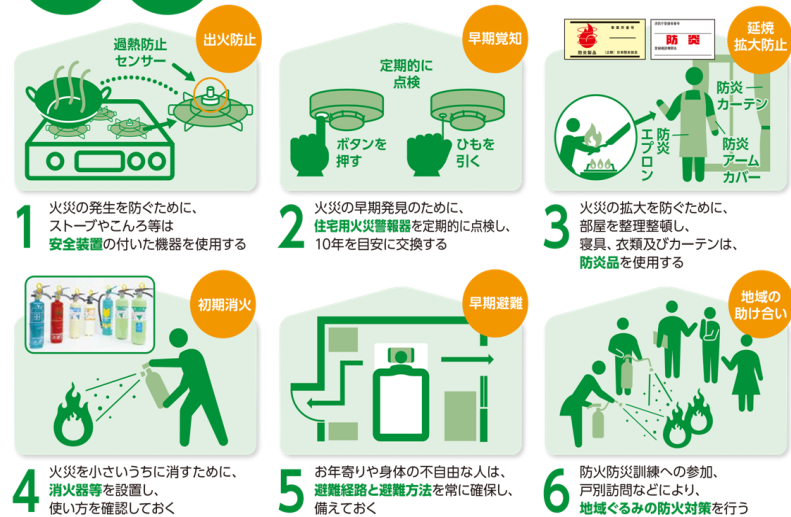 出火防止
過熱防止
センサー
1
火災の発生を防ぐために、
ストーブやこんろ等は
安全装置の付いた機器を使用する
早期覚知
定期的に
点検
ボタンを
押す
ひもを
引く
2
火災の早期発見のために、
住宅用火災警報器を定期的に点検し、
10年を目安に交換する
延焼
拡大防止
防炎製品
防炎
防炎
カーテン
防炎
エプロン
防炎
アーム
カバー
3
火災の拡大を防ぐために、
部屋を整理整頓し、
寝具、衣類及びカーテンは、
防炎品を使用する
初期消火
4
火災を小さいうちに消すために、
消火器等を設置し、
使い方を確認しておく
早期避難
5
お年寄りや身体の不自由な人は、
避難経路と避難方法を常に確保し、
備えておく
地域の
助け合い
6
防火防災訓練への参加、
戸別訪問などにより、
地域ぐるみの防火対策を行う